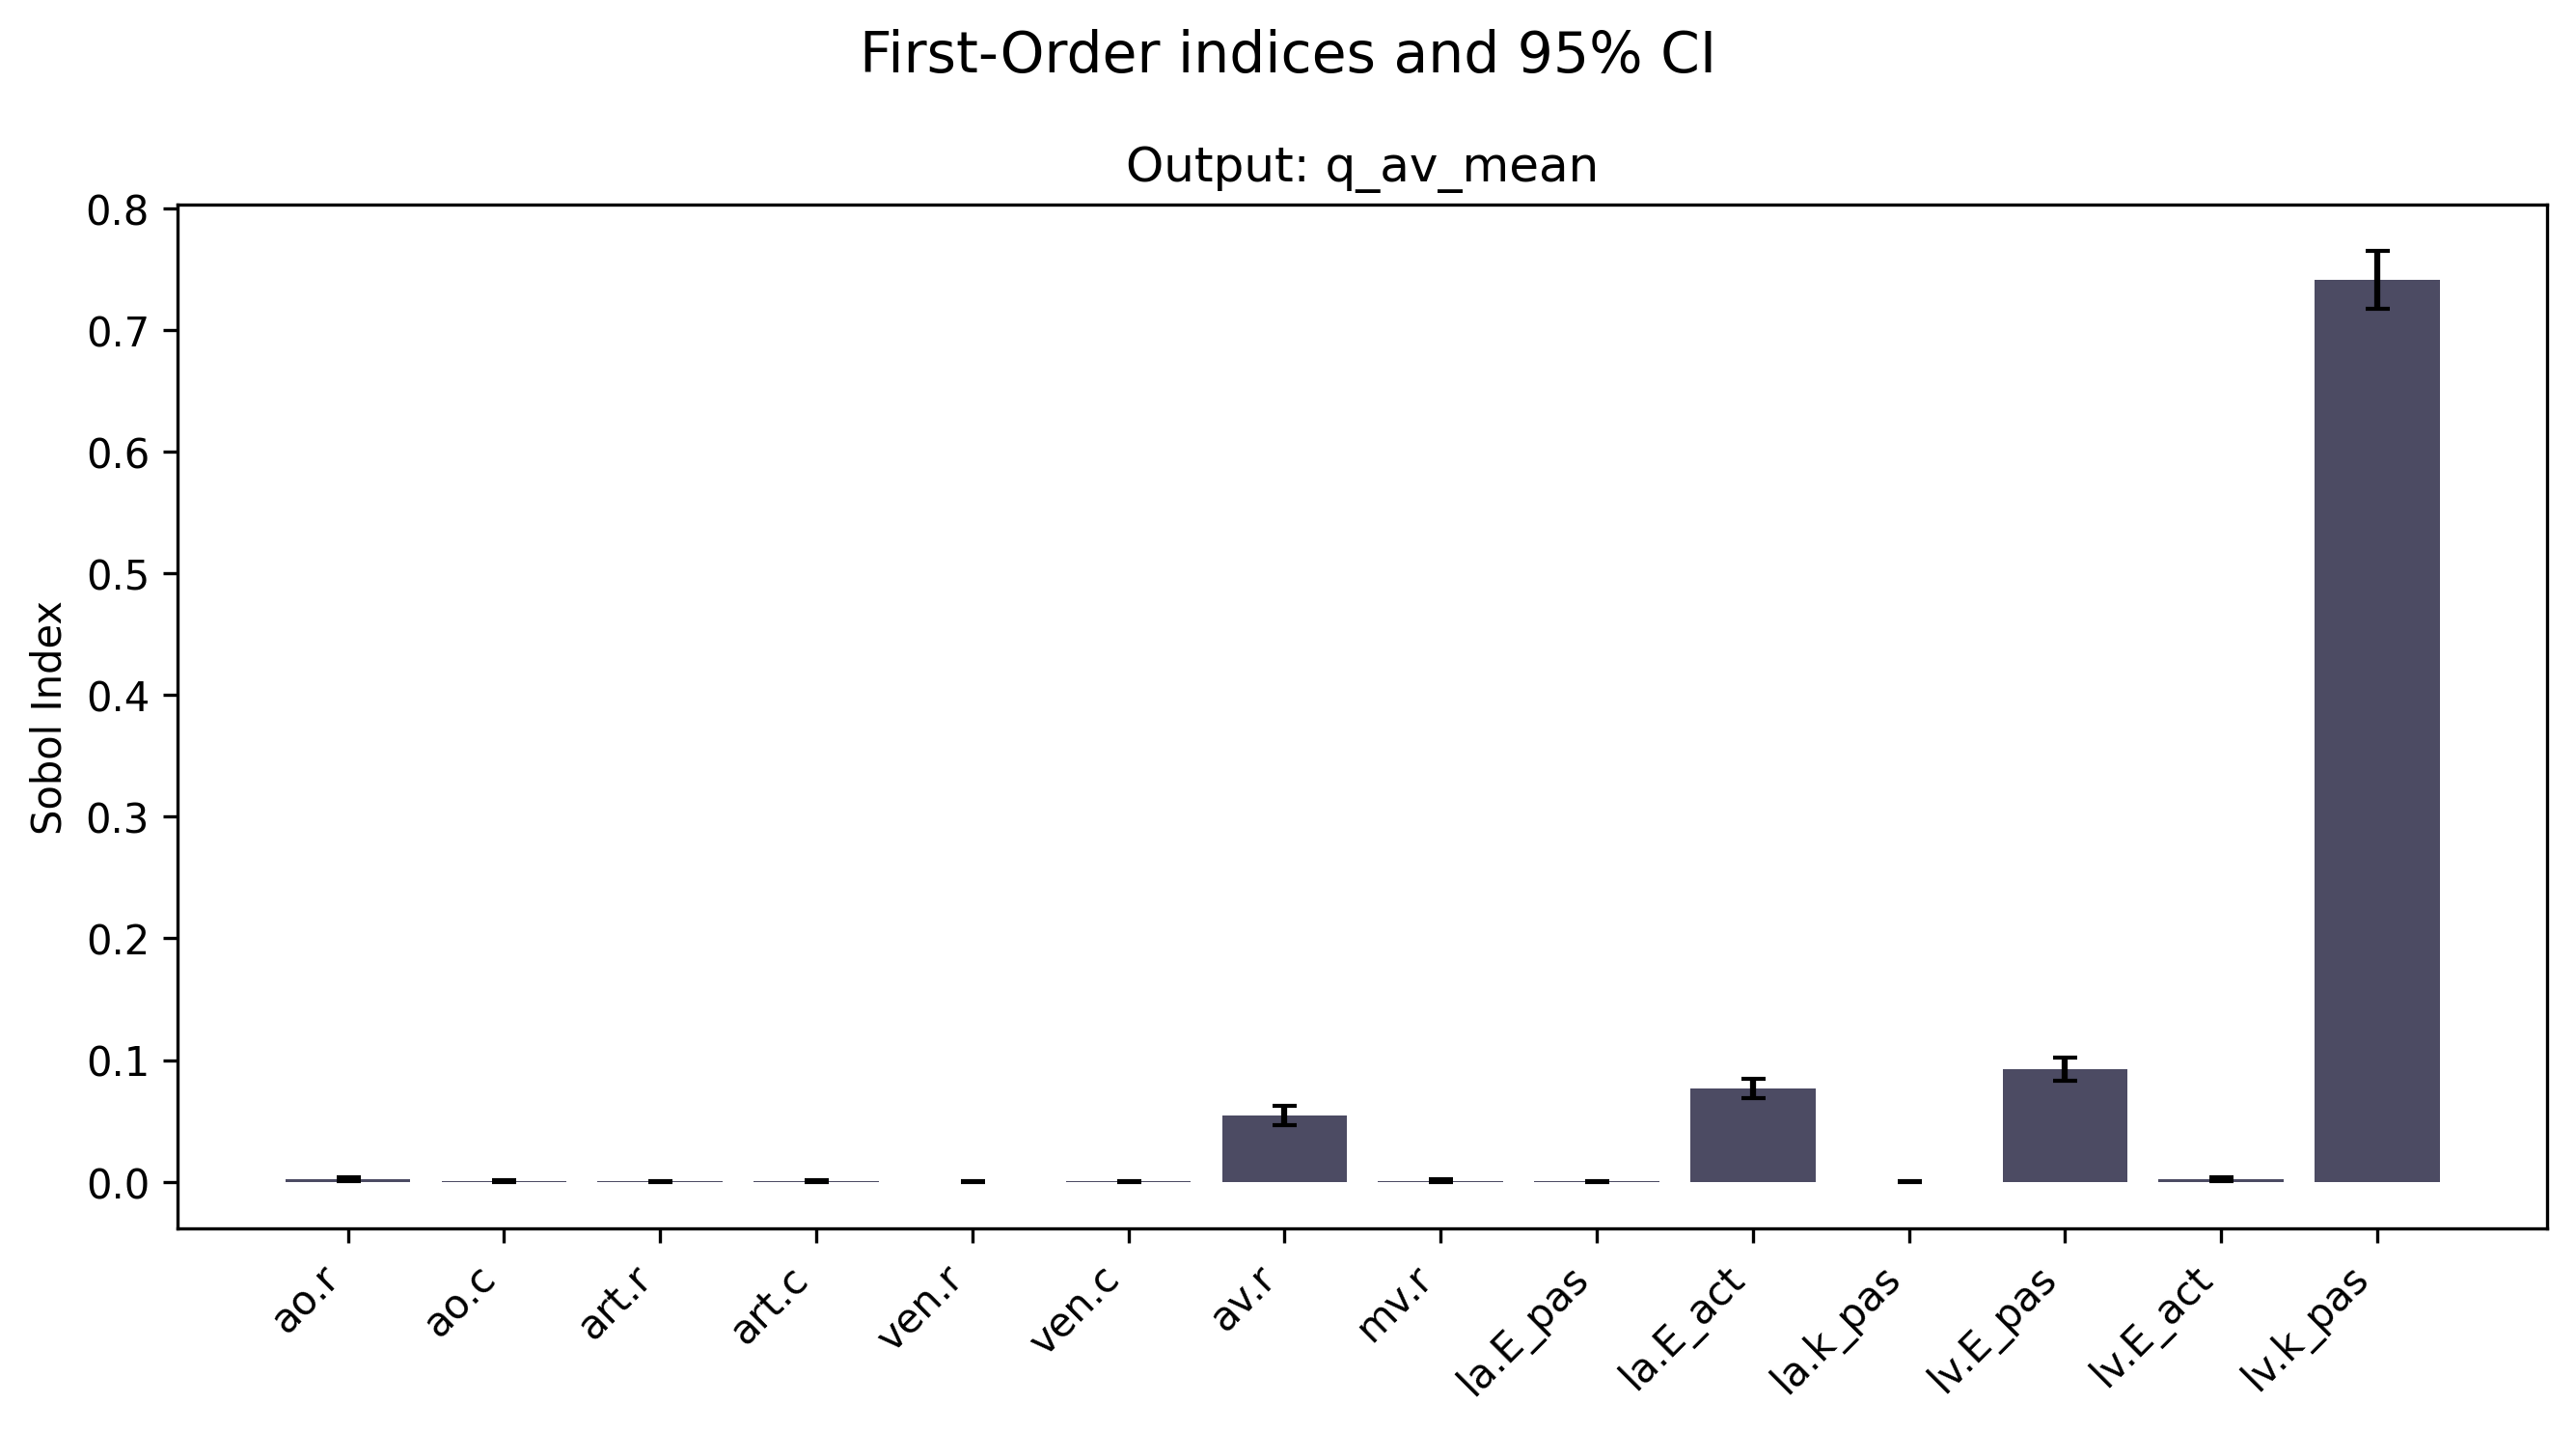 First-Order indices and 95% CI
Output: q_av_mean
Sobol Index
0.8
0.7
0.6
0.5
0.4
0.3
0.2
0.1
0.0
ao.r
ao.c
art.r
art.c
ven.r
ven.c
av.r
mv.r
la.E_pas
la.E_act
la.k_pas
lv.E_pas
lv.E_act
lv.k_pas